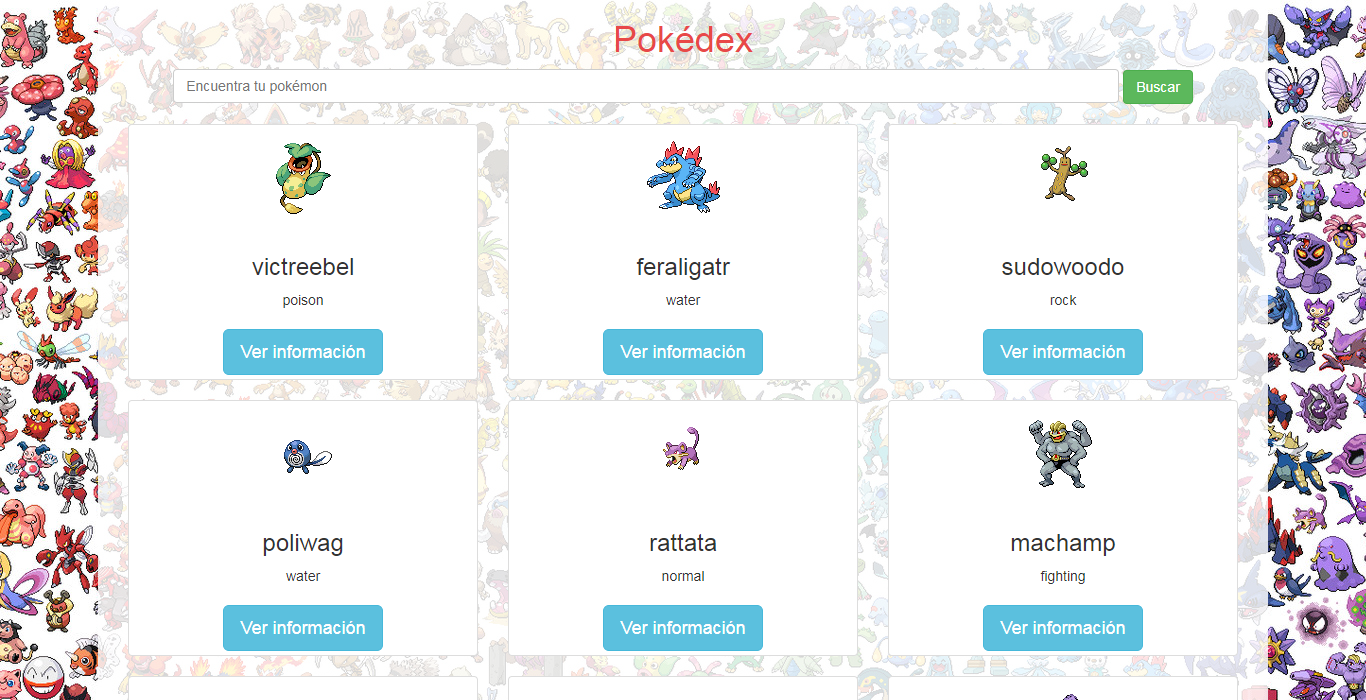 Pokédex
Encuentra tu pokémon
Buscar
victreebel
poison
Ver información
feraligatr
water
Ver información
sudowoodo
rock
Ver información
poliwag
water
Ver información
rattata
normal
Ver información
machamp
fighting
Ver información